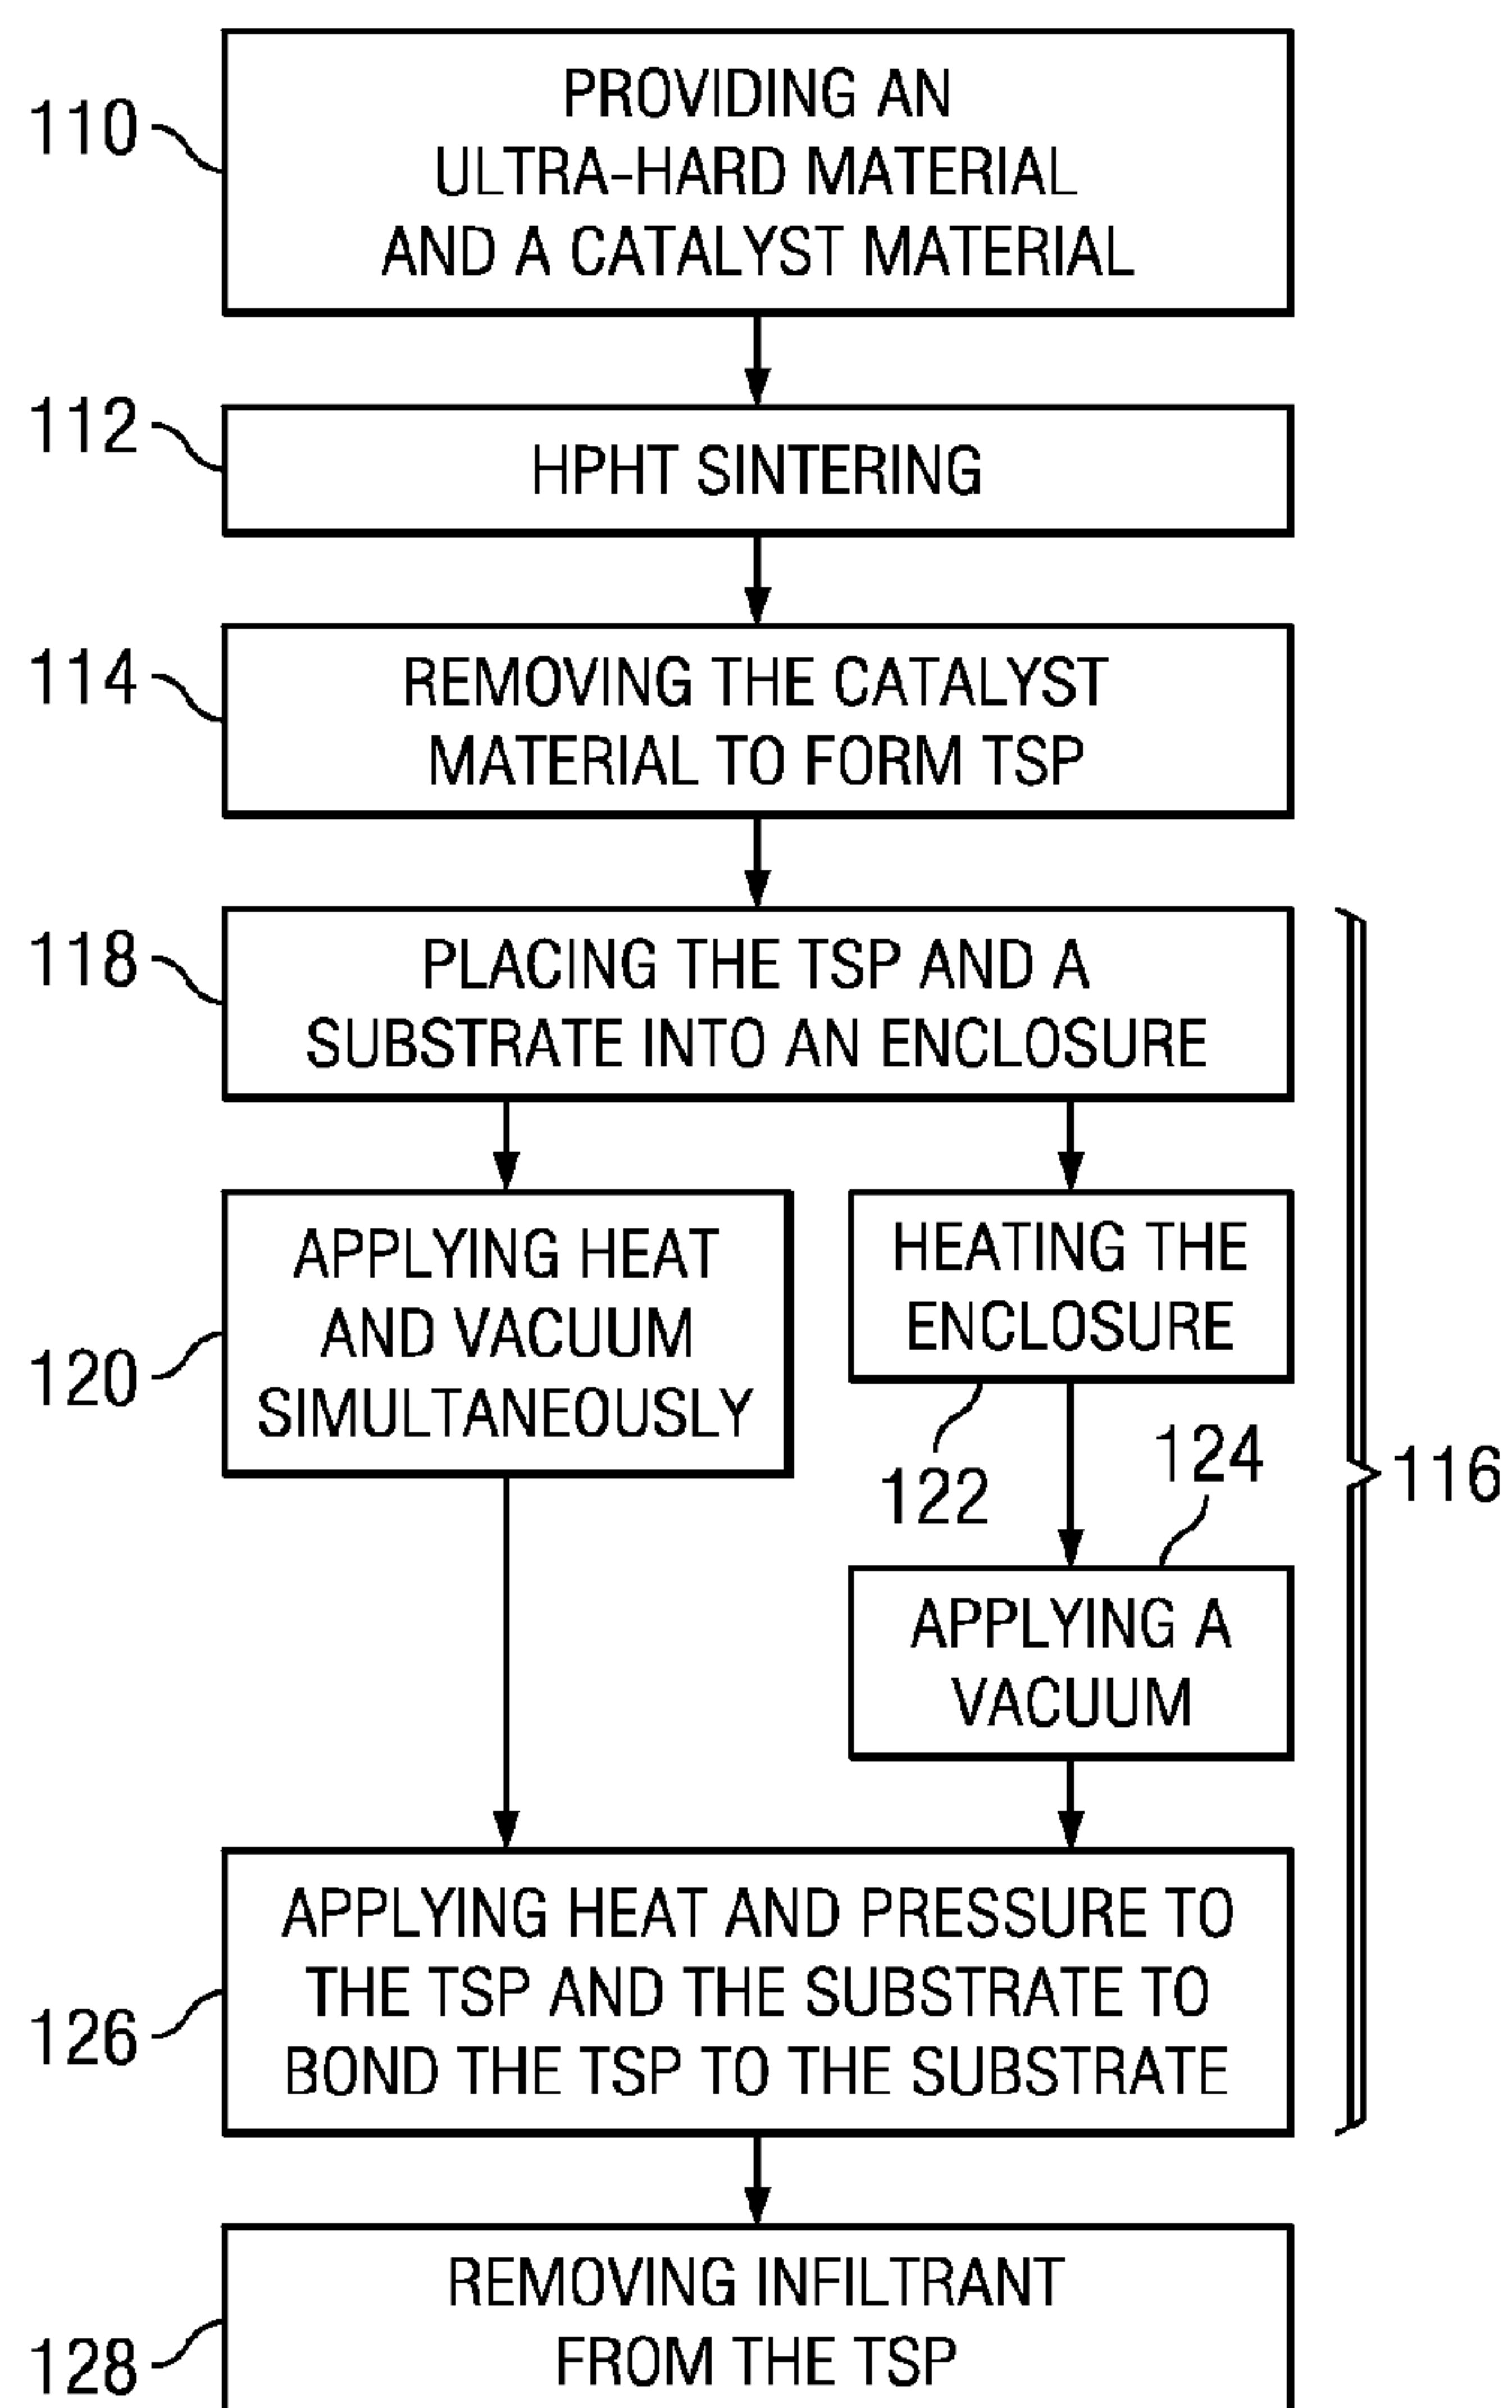 110
PROVIDING AN
ULTRA-HARD MATERIAL
AND A CATALYST MATERIAL
112
HPHT SINTERING
114
REMOVING THE CATALYST
MATERIAL TO FORM TSP
118
PLACING THE TSP AND A
SUBSTRATE INTO AN ENCLOSURE
120
APPLYING HEAT
AND VACUUM
SIMULTANEOUSLY
HEATING THE
ENCLOSURE
122
124
116
APPLYING A
VACUUM
126
APPLYING HEAT AND PRESSURE TO
THE TSP AND THE SUBSTRATE TO
BOND THE TSP TO THE SUBSTRATE
128
REMOVING INFILTRANT
FROM THE TSP